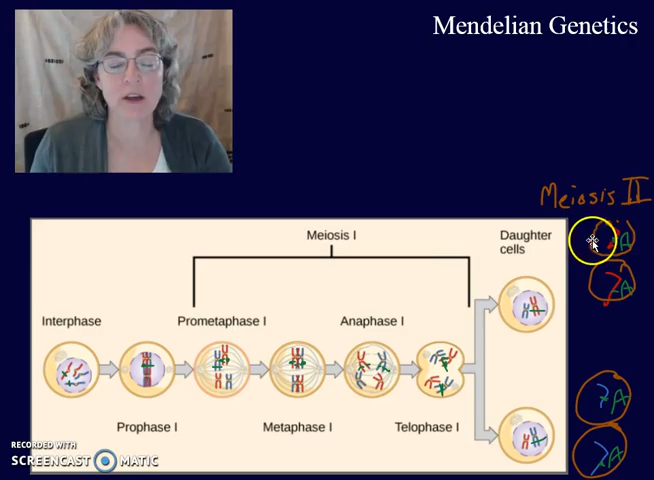 Mendelian Genetics
Meiosis II
Meiosis I
Daughter
cells
Interphase
Prometaphase I
Anaphase I
Prophase I
Metaphase I
Telophase I
A
A
A
A
RECORDED WITH
SCREENCAST MATIC